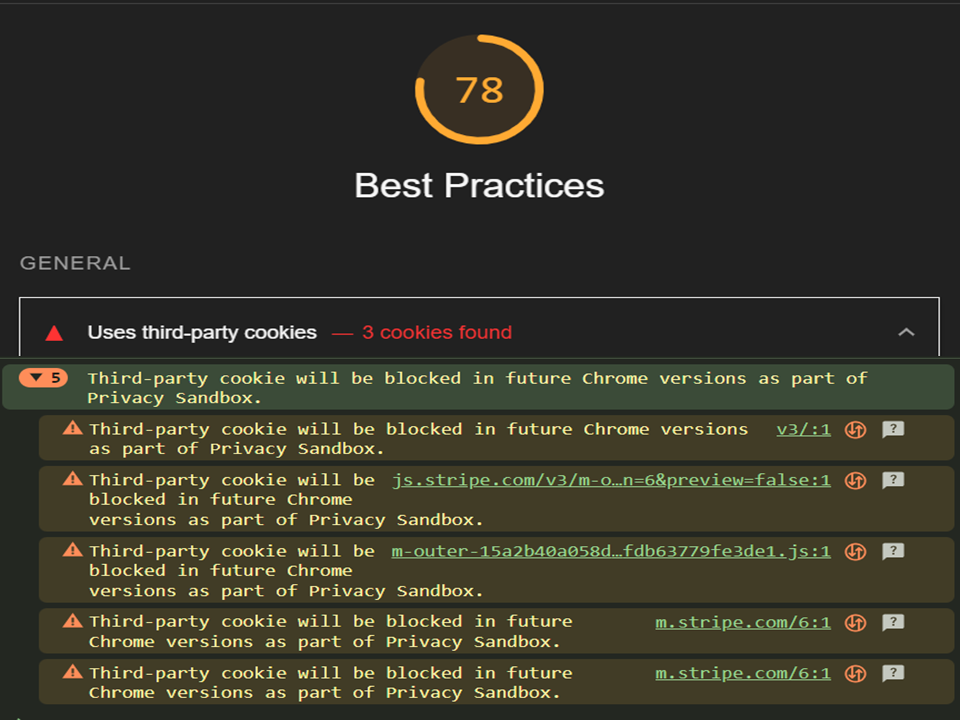 78
Best Practices
GENERAL
Uses third-party cookies — 3 cookies found
5 Third-party cookie will be blocked in future Chrome versions as part of
Privacy Sandbox.
Third-party cookie will be blocked in future Chrome versions v3/:1
as part of Privacy Sandbox.
Third-party cookie will be js.stripe.com/v3/m-o…n=6&preview=false:1
blocked in future Chrome
versions as part of Privacy Sandbox.
Third-party cookie will be m-outer-15a2b40a058d…fdb63779fe3de1.js:1
blocked in future Chrome
versions as part of Privacy Sandbox.
Third-party cookie will be blocked in future m.stripe.com/6:1
Chrome versions as part of Privacy Sandbox.
Third-party cookie will be blocked in future m.stripe.com/6:1
Chrome versions as part of Privacy Sandbox.